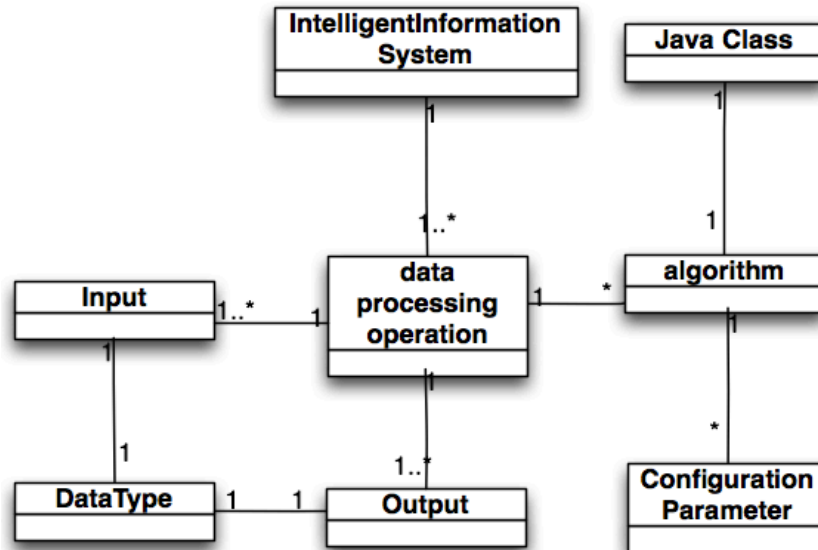 IntelligentInformation
System
Java Class
1
1
1..*
1
data
processing
operation
algorithm
Input
1..*
1
1
*
1
1
1
1
*
1..*
DataType
1
1
Output
Configuration
Parameter